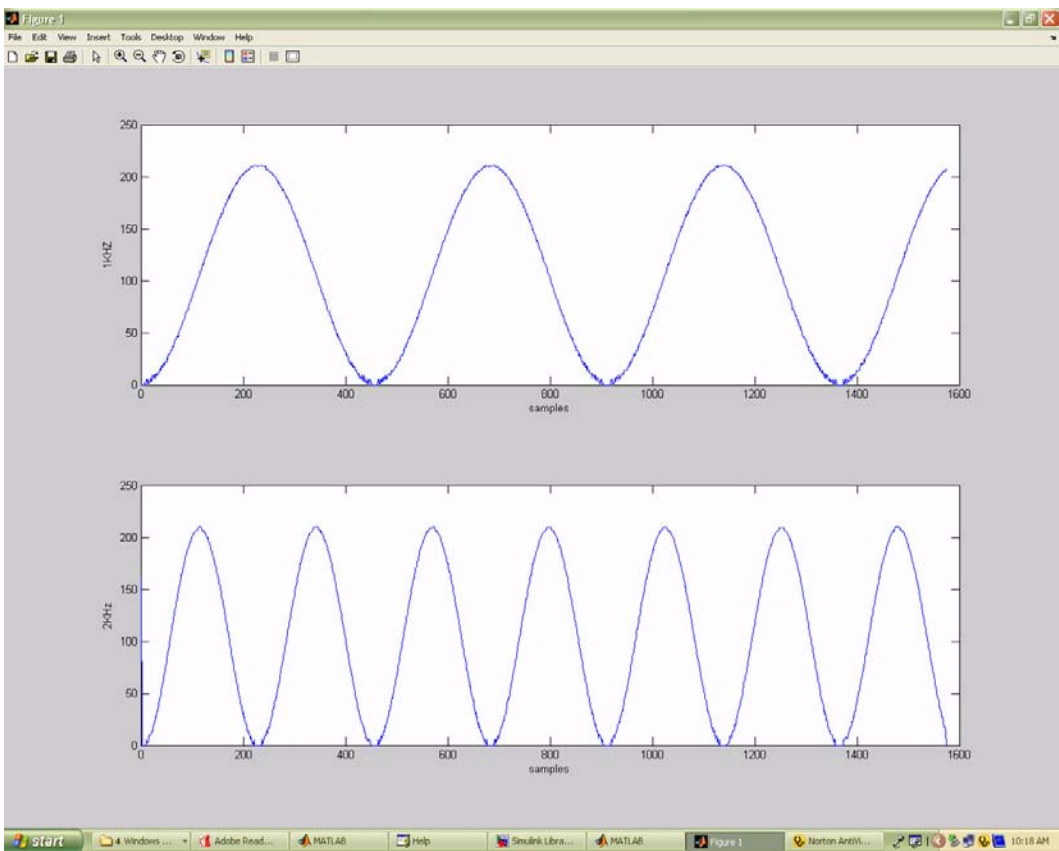 Figure 1
File Edit View Insert Tools Desktop Window Help
250
200
150
100
50
0
1KHZ
0 200 400 600 800 1000 1200 1400 1600
samples
250
200
150
100
50
0
2KHz
0 200 400 600 800 1000 1200 1400 1600
samples
start 4 Windows ... Adobe Read... MATLAB Help Simulink Libra... MATLAB Figure 1 Norton AntiVi... 10:18 AM